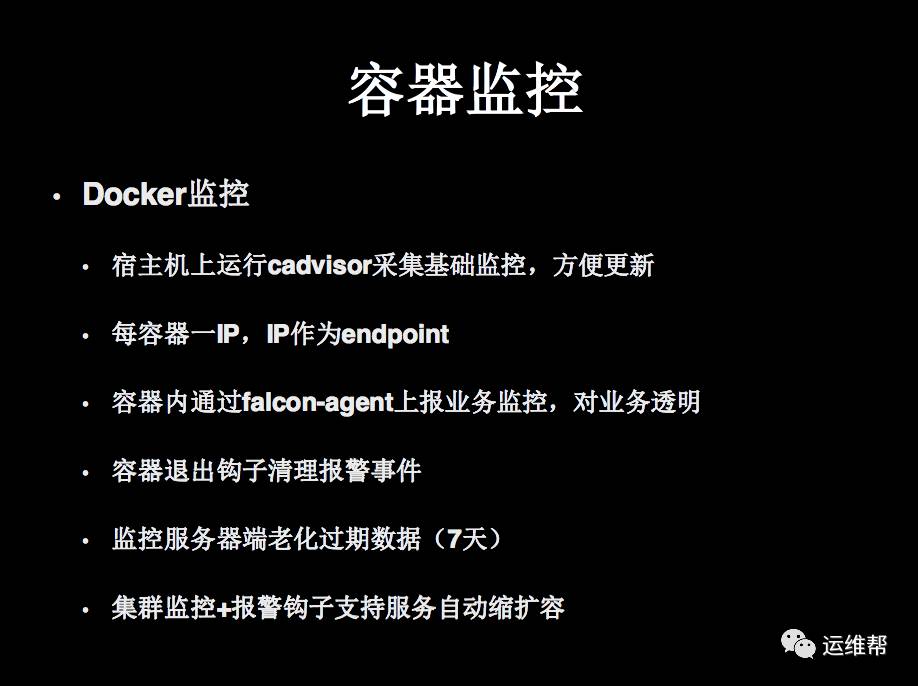 容器监控
• Docker监控
• 宿主机上运行cadvisor采集基础监控，方便更新
• 每容器一IP，IP作为endpoint
• 容器内通过falcon-agent上报业务监控，对业务透明
• 容器退出钩子清理报警事件
• 监控服务器端老化过期数据（7天）
• 集群监控+报警钩子支持服务自动缩扩容
运维帮